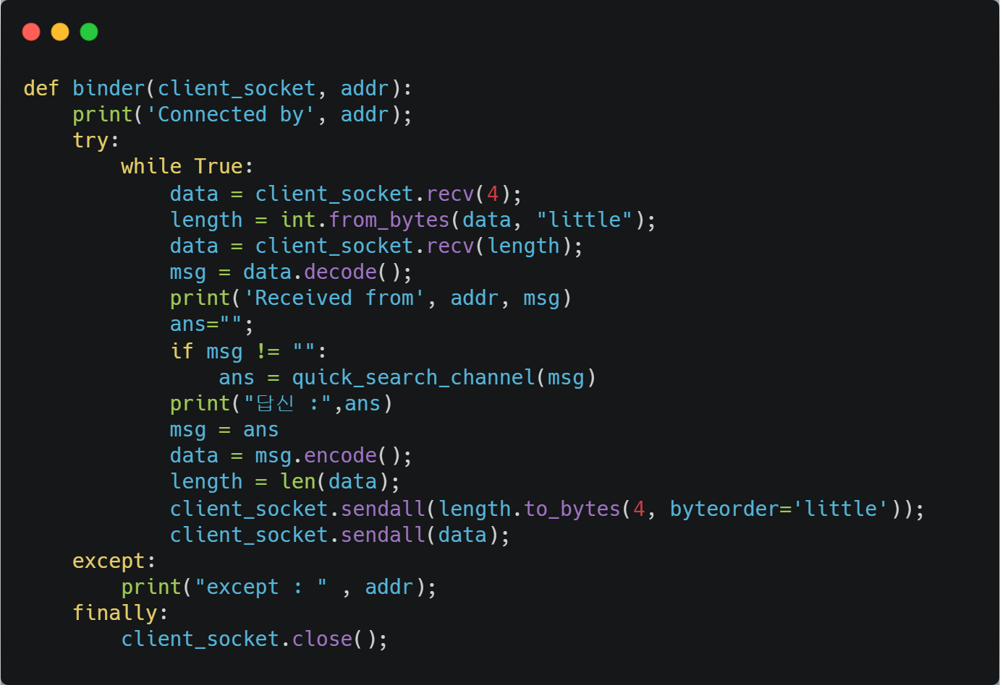 def binder(client_socket, addr):
    print('Connected by', addr);
    try:
        while True:
            data = client_socket.recv(4);
            length = int.from_bytes(data, "little");
            data = client_socket.recv(length);
            msg = data.decode();
            print('Received from', addr, msg)
            ans="";
            if msg != "":
                ans = quick_search_channel(msg)
            print("답신 :",ans)
            msg = ans
            data = msg.encode();
            length = len(data);
            client_socket.sendall(length.to_bytes(4, byteorder='little'));
            client_socket.sendall(data);
    except:
        print("except : " , addr);
    finally:
        client_socket.close();